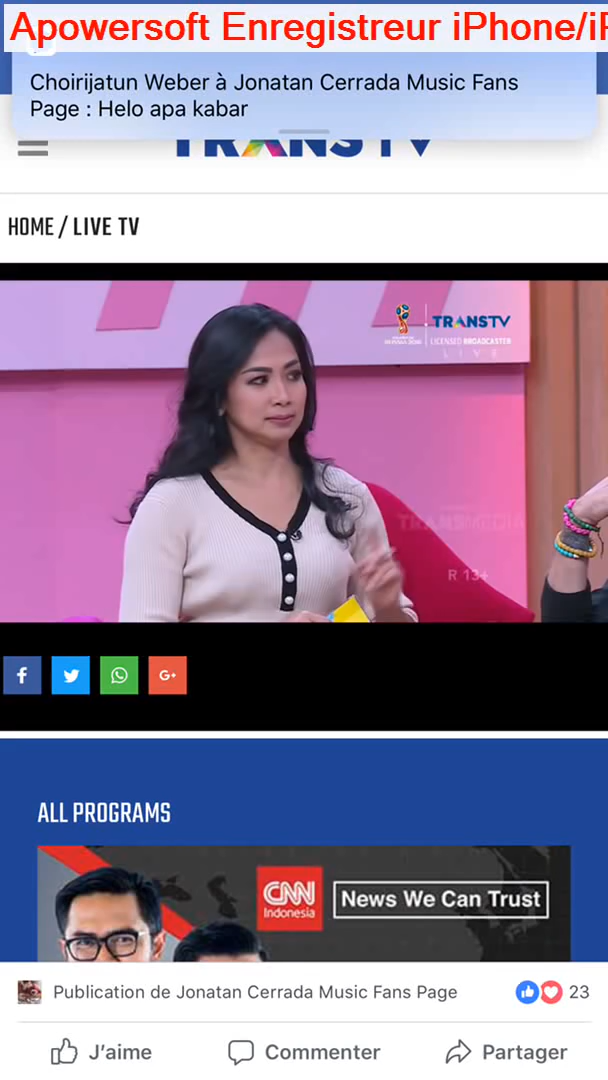 Apowersoft Enregistreur iPhone/iP
Choirijatun Weber à Jonatan Cerrada Music Fans
Page : Helo apa kabar
TRANSTV
HOME / LIVE TV
TRANSTV
LICENSED BROADCASTER
LIVE
TRANSMEDIA
R 13+
f
G+
ALL PROGRAMS
CNN
Indonesia
News We Can Trust
Publication de Jonatan Cerrada Music Fans Page
23
J’aime
Commenter
Partager